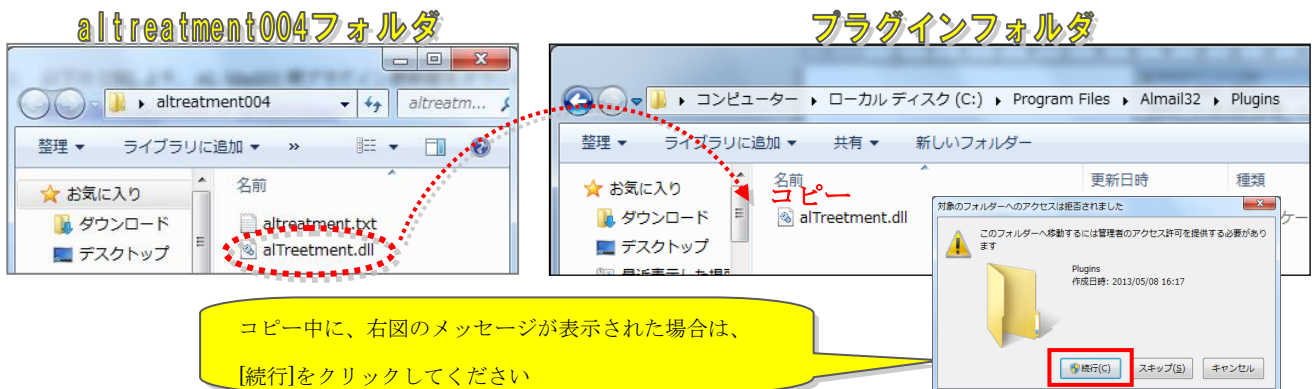 altreatment004フォルダ
プラグインフォルダ
altreatment004
altreatm...
整理
ライブラリに追加
»
お気に入り
ダウンロード
デスクトップ
名前
altreatment.txt
alTreetment.dll
コンピューター
ローカル ディスク (C:)
Program Files
Almail32
Plugins
整理
ライブラリに追加
共有
新しいフォルダー
お気に入り
ダウンロード
デスクトップ
名前
更新日時
種類
コピー
alTreetment.dll
対象のフォルダーへのアクセスは拒否されました
このフォルダーへ移動するには管理者のアクセス許可を提供する必要があり
ます
Plugins
作成日時: 2013/05/08 16:17
続行(C)
スキップ(S)
キャンセル
コピー中に、右図のメッセージが表示された場合は、
[続行]をクリックしてください